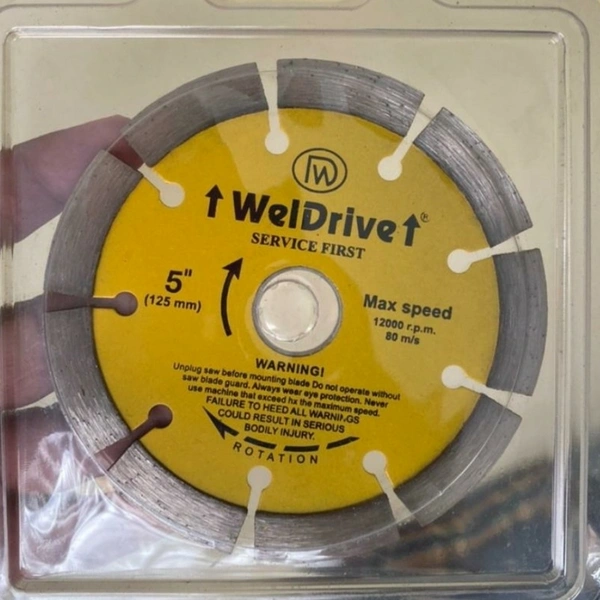 DW
WelDrive®
SERVICE FIRST
5"
(125 mm)
Max speed
12000 r.p.m.
80 m/s
WARNING!
Unplug saw before mounting blade Do not operate without
saw blade guard. Always wear eye protection. Never
use machine that exceed hx the maximum speed.
FAILURE TO HEED ALL WARNINGS
COULD RESULT IN SERIOUS
BODILY INJURY.
ROTATION